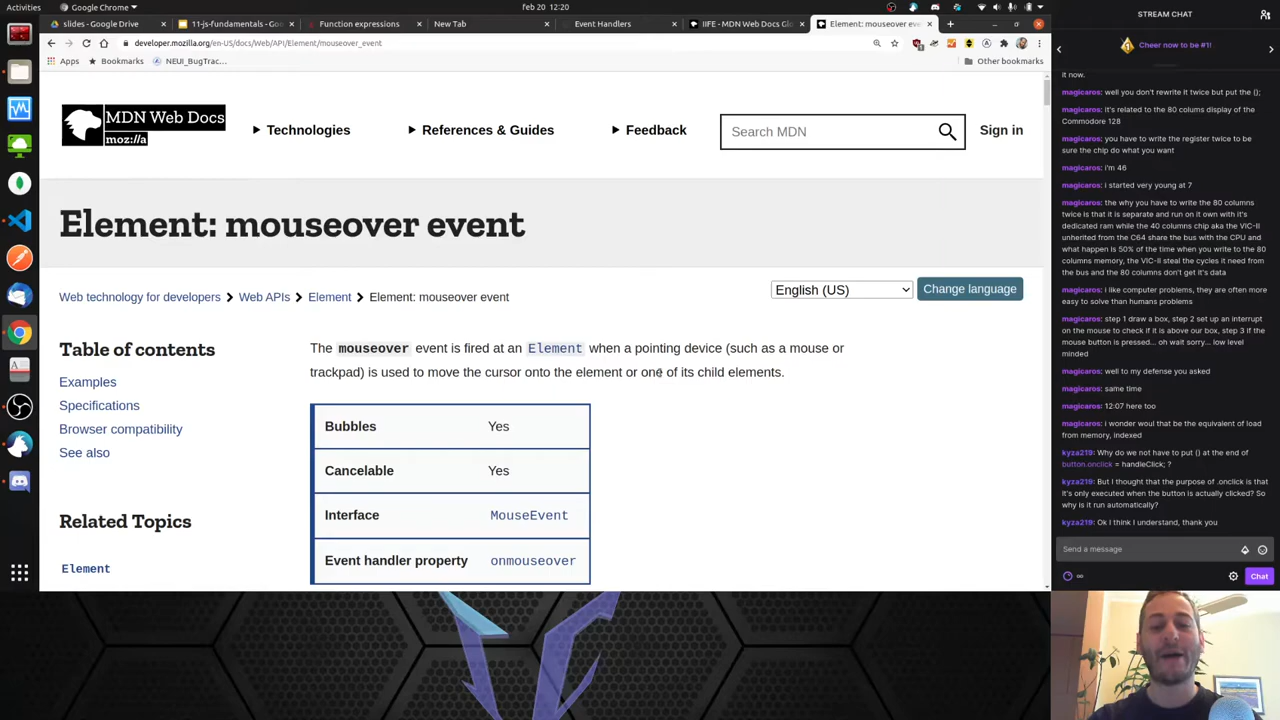 Activities
Google Chrome
feb 20 12:20
slides - Google Drive
11-js-fundamentals - Goo
Function expressions
New Tab
Event Handlers
IIFE - MDN Web Docs Glo
Element: mouseover eve
developer.mozilla.org/en-US/docs/Web/API/Element/mouseover_event
Apps
Bookmarks
NEUI_BugTrac...
Other bookmarks
MDN Web Docs
moz://a
Technologies
References & Guides
Feedback
Search MDN
Sign in
Element: mouseover event
Web technology for developers
Web APIs
Element
Element: mouseover event
English (US)
Change language
Table of contents
Examples
Specifications
Browser compatibility
See also
Related Topics
Element
The mouseover event is fired at an Element when a pointing device (such as a mouse or
trackpad) is used to move the cursor onto the element or one of its child elements.
Bubbles Yes
Cancelable Yes
Interface MouseEvent
Event handler property onmouseover
STREAM CHAT
Cheer now to be #1!
it now.
magicaros: well you don't rewrite it twice but put the ();
magicaros: it's related to the 80 colums display of the
Commodore 128
magicaros: you have to write the register twice to be
sure the chip do what you want
magicaros: i'm 46
magicaros: i started very young at 7
magicaros: the why you have to write the 80 columns
twice is that it is separate and run on it own with it's
dedicated ram while the 40 columns chip aka the VIC-II
unherited from the C64 share the bus with the CPU and
what happen is 50% of the time when you write to the 80
columns memory, the VIC-II steal the cycles it need from
the bus and the 80 columns don't get it's data
magicaros: i like computer problems, they are often more
easy to solve than humans problems
magicaros: step 1 draw a box, step 2 set up an interrupt
on the mouse to check if it is above our box, step 3 if the
mouse button is pressed... oh wait sorry... low level
minded
magicaros: well to my defense you asked
magicaros: same time
magicaros: 12:07 here too
magicaros: i wonder woul that be the equivalent of load
from memory, indexed
kyza219: Why do we not have to put () at the end of
button.onclick = handleClick; ?
kyza219: But I thought that the purpose of .onclick is that
it's only executed when the button is actually clicked? So
why is it run automatically?
kyza219: Ok I think I understand, thank you
Send a message
Chat